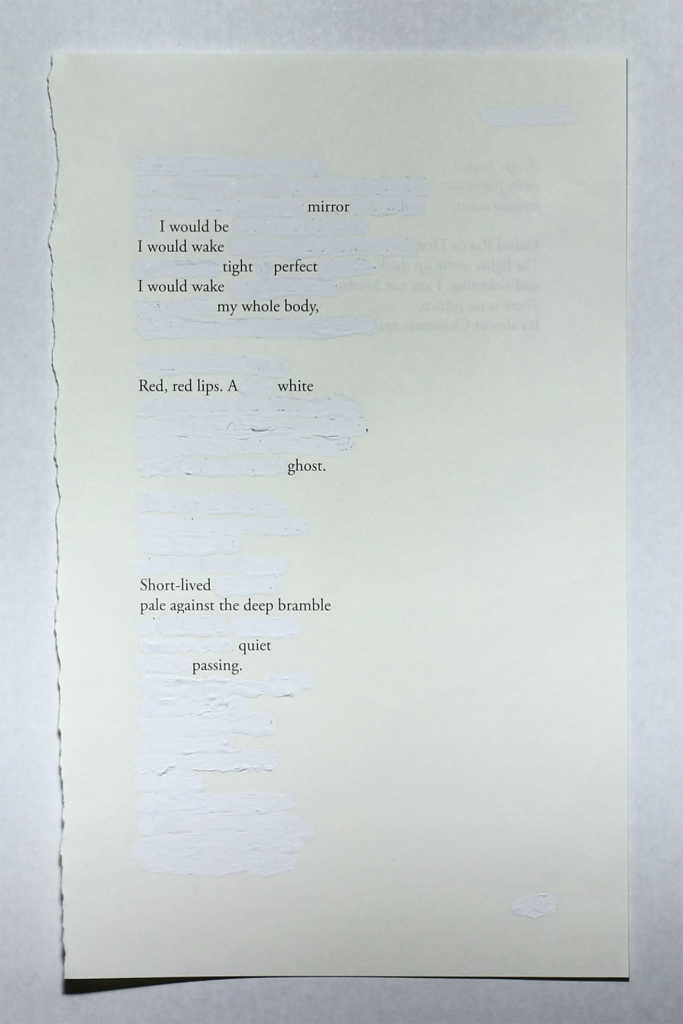 mirror
I would be
I would wake
tight perfect
I would wake
my whole body,
Red, red lips. A white
ghost.
Short-lived
pale against the deep bramble
quiet
passing.